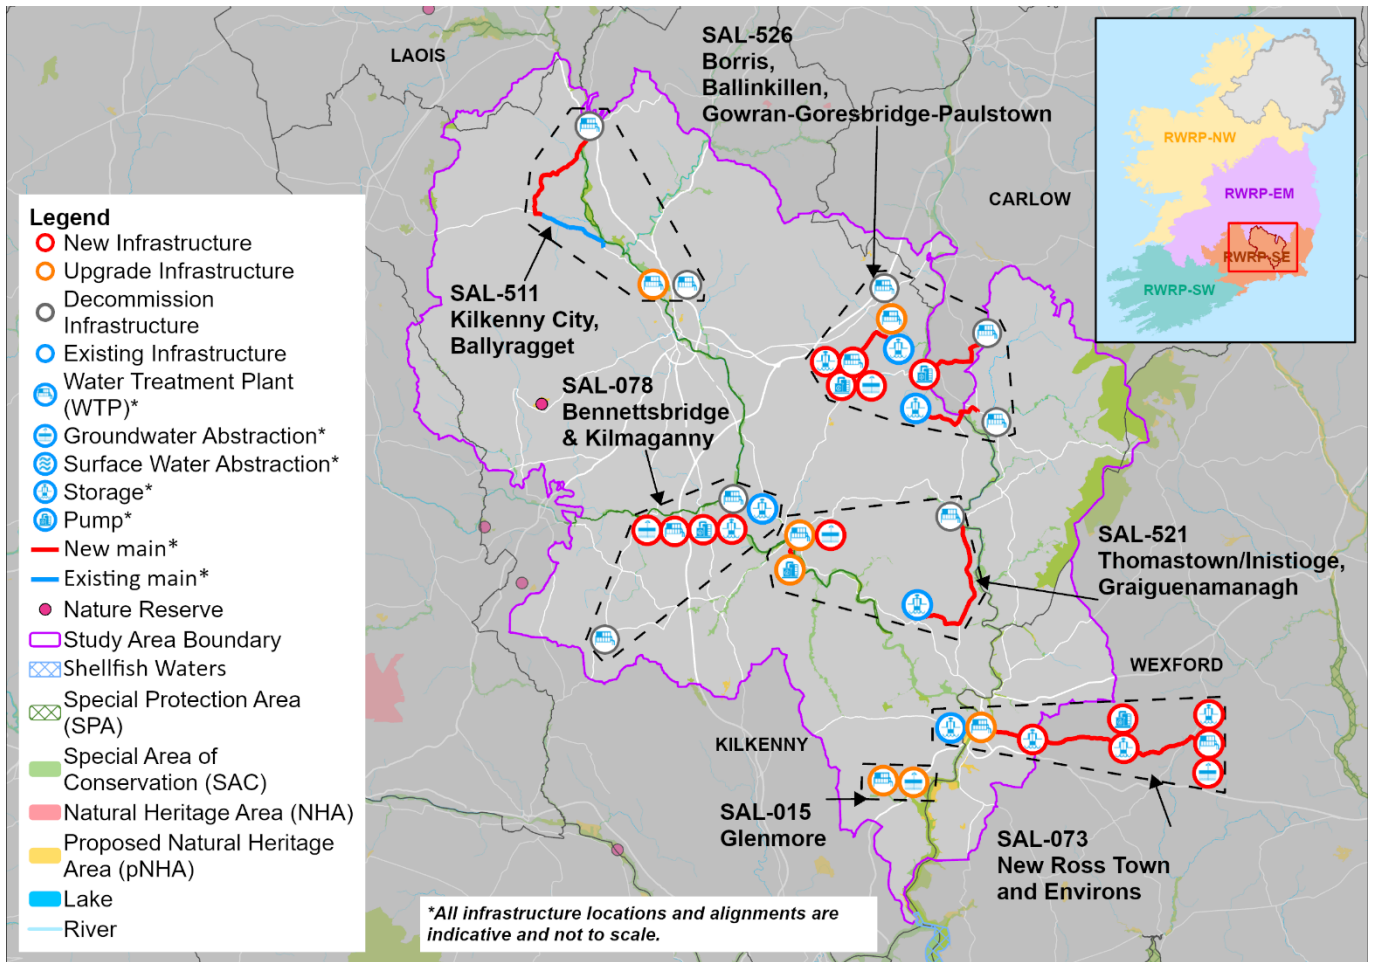 LAOIS
SAL-526
Borris,
Ballinkillen,
Gowran-Goresbridge-Paulstown
CARLOW
RWRP-NW
RWRP-EM
RWRP-SE
RWRP-SW
Legend
New Infrastructure
Upgrade Infrastructure
Decommission
Infrastructure
Existing Infrastructure
Water Treatment Plant
(WTP)*
Groundwater Abstraction*
Surface Water Abstraction*
Storage*
Pump*
New main*
Existing main*
Nature Reserve
Study Area Boundary
Shellfish Waters
Special Protection Area
(SPA)
Special Area of
Conservation (SAC)
Natural Heritage Area (NHA)
Proposed Natural Heritage
Area (pNHA)
Lake
River
SAL-511
Kilkenny City,
Ballyragget
SAL-078
Bennettsbridge
& Kilmaganny
SAL-521
Thomastown/Inistioge,
Graiguenamanagh
WEXFORD
KILKENNY
SAL-015
Glenmore
SAL-073
New Ross Town
and Environs
*All infrastructure locations and alignments are
indicative and not to scale.